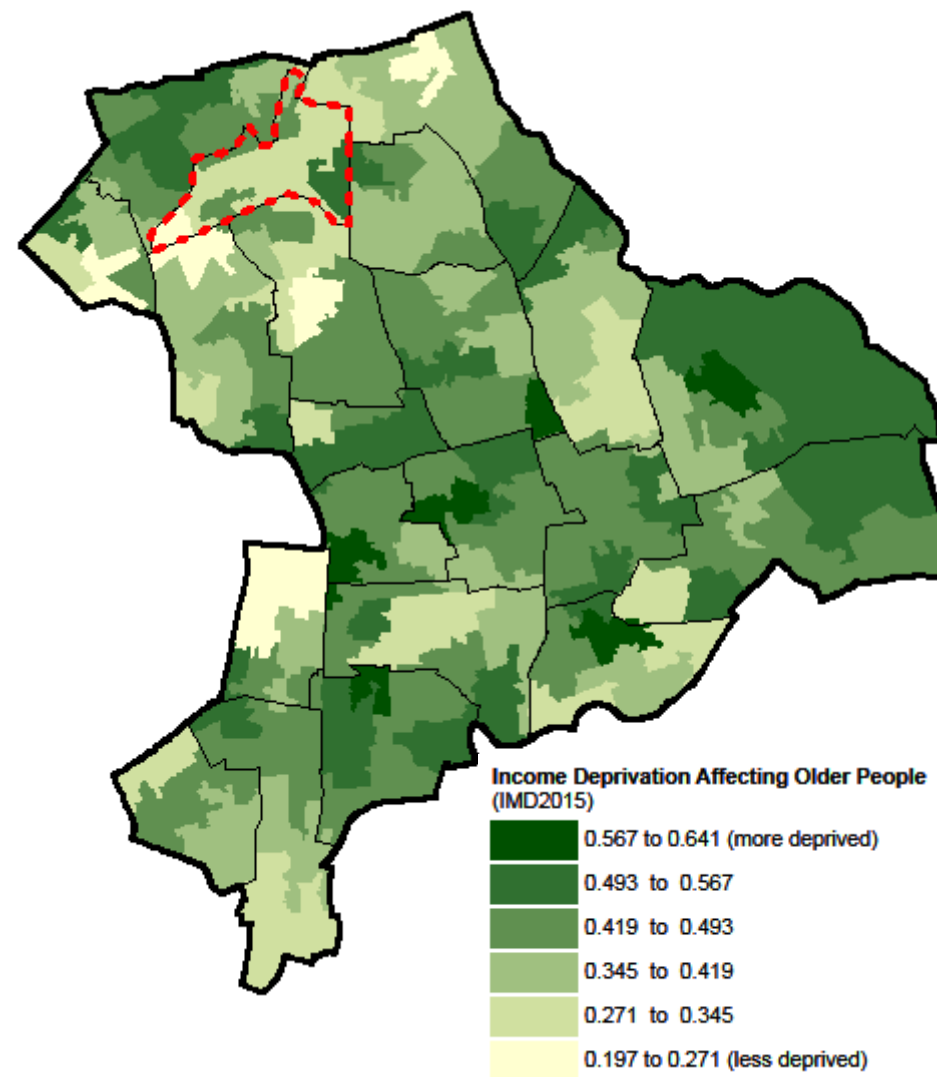 Income Deprivation Affecting Older People
(IMD2015)
0.567 to 0.641 (more deprived)
0.493 to 0.567
0.419 to 0.493
0.345 to 0.419
0.271 to 0.345
0.197 to 0.271 (less deprived)